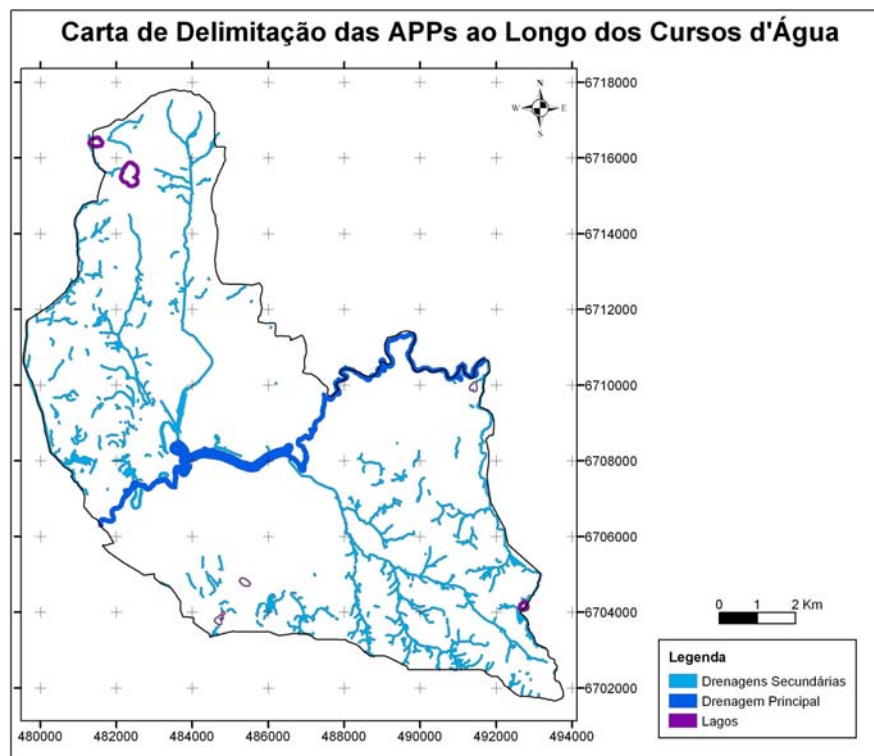 Carta de Delimitação das APPs ao Longo dos Cursos d'Água
N
W E
S
6718000
6716000
6714000
6712000
6710000
6708000
6706000
6704000
6702000
0 1 2 Km
Legenda
Drenagens Secundárias
Drenagem Principal
Lagos
480000 482000 484000 486000 488000 490000 492000 494000